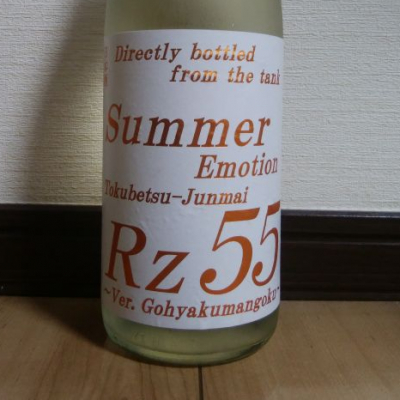 Directly bottled
from the tank
Summer
Emotion
Tokubetsu-Junmai
Rz55
~Ver. Gohyakumangoku~